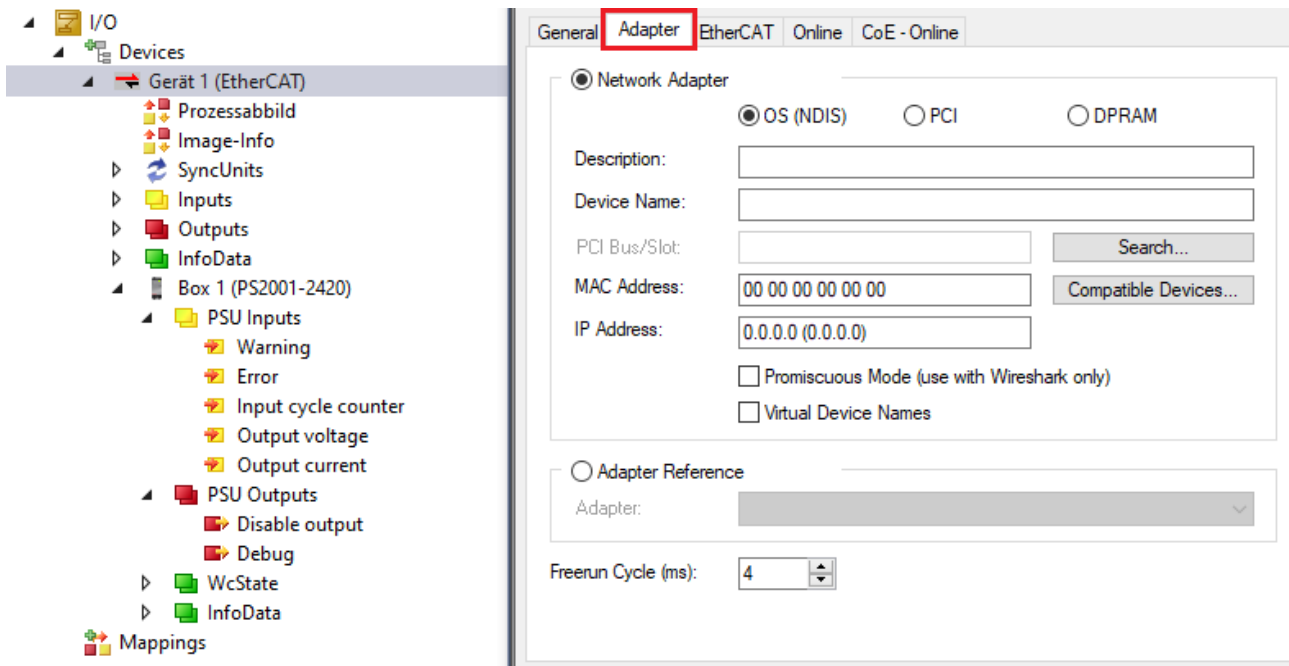 I/O
Devices
Gerät 1 (EtherCAT)
Prozessabbild
Image-Info
SyncUnits
Inputs
Outputs
InfoData
Box 1 (PS2001-2420)
PSU Inputs
Warning
Error
Input cycle counter
Output voltage
Output current
PSU Outputs
Disable output
Debug
WcState
InfoData
Mappings
General Adapter EtherCAT Online CoE - Online
Network Adapter
OS (NDIS) PCI DPRAM
Description:
Device Name:
PCI Bus/Slot: Search...
MAC Address: 00 00 00 00 00 00 Compatible Devices...
IP Address: 0.0.0.0 (0.0.0.0)
Promiscuous Mode (use with Wireshark only)
Virtual Device Names
Adapter Reference
Adapter:
Freerun Cycle (ms): 4